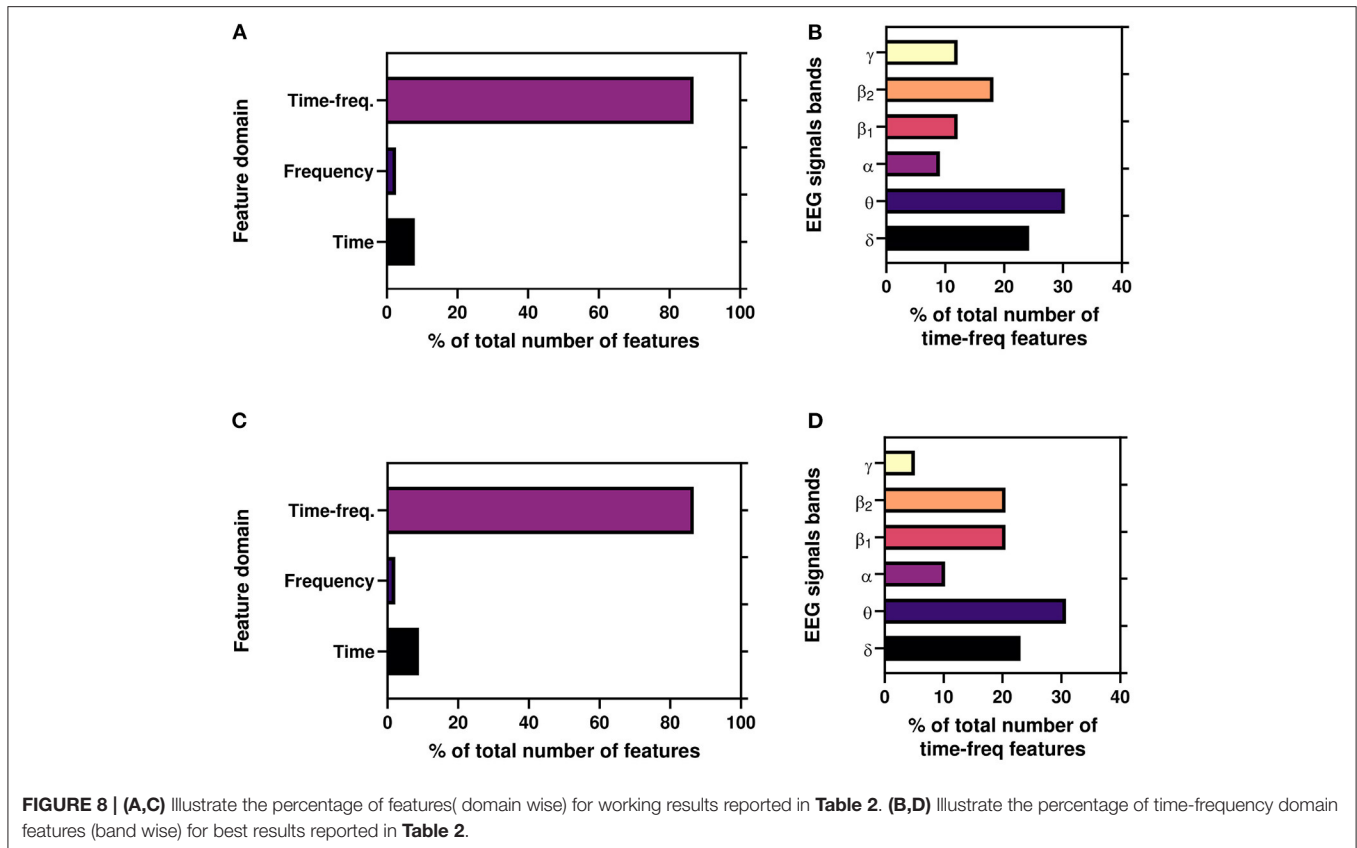 A
Feature domain
Time-freq.
Frequency
Time
0 20 40 60 80 100
% of total number of features
B
EEG signals bands
γ
β2
β1
α
θ
δ
0 10 20 30 40
% of total number of
time-freq features
C
Feature domain
Time-freq.
Frequency
Time
0 20 40 60 80 100
% of total number of features
D
EEG signals bands
γ
β2
β1
α
θ
δ
0 10 20 30 40
% of total number of
time-freq features
FIGURE 8 | (A,C) Illustrate the percentage of features( domain wise) for working results reported in Table 2. (B,D) Illustrate the percentage of time-frequency domain
features (band wise) for best results reported in Table 2.